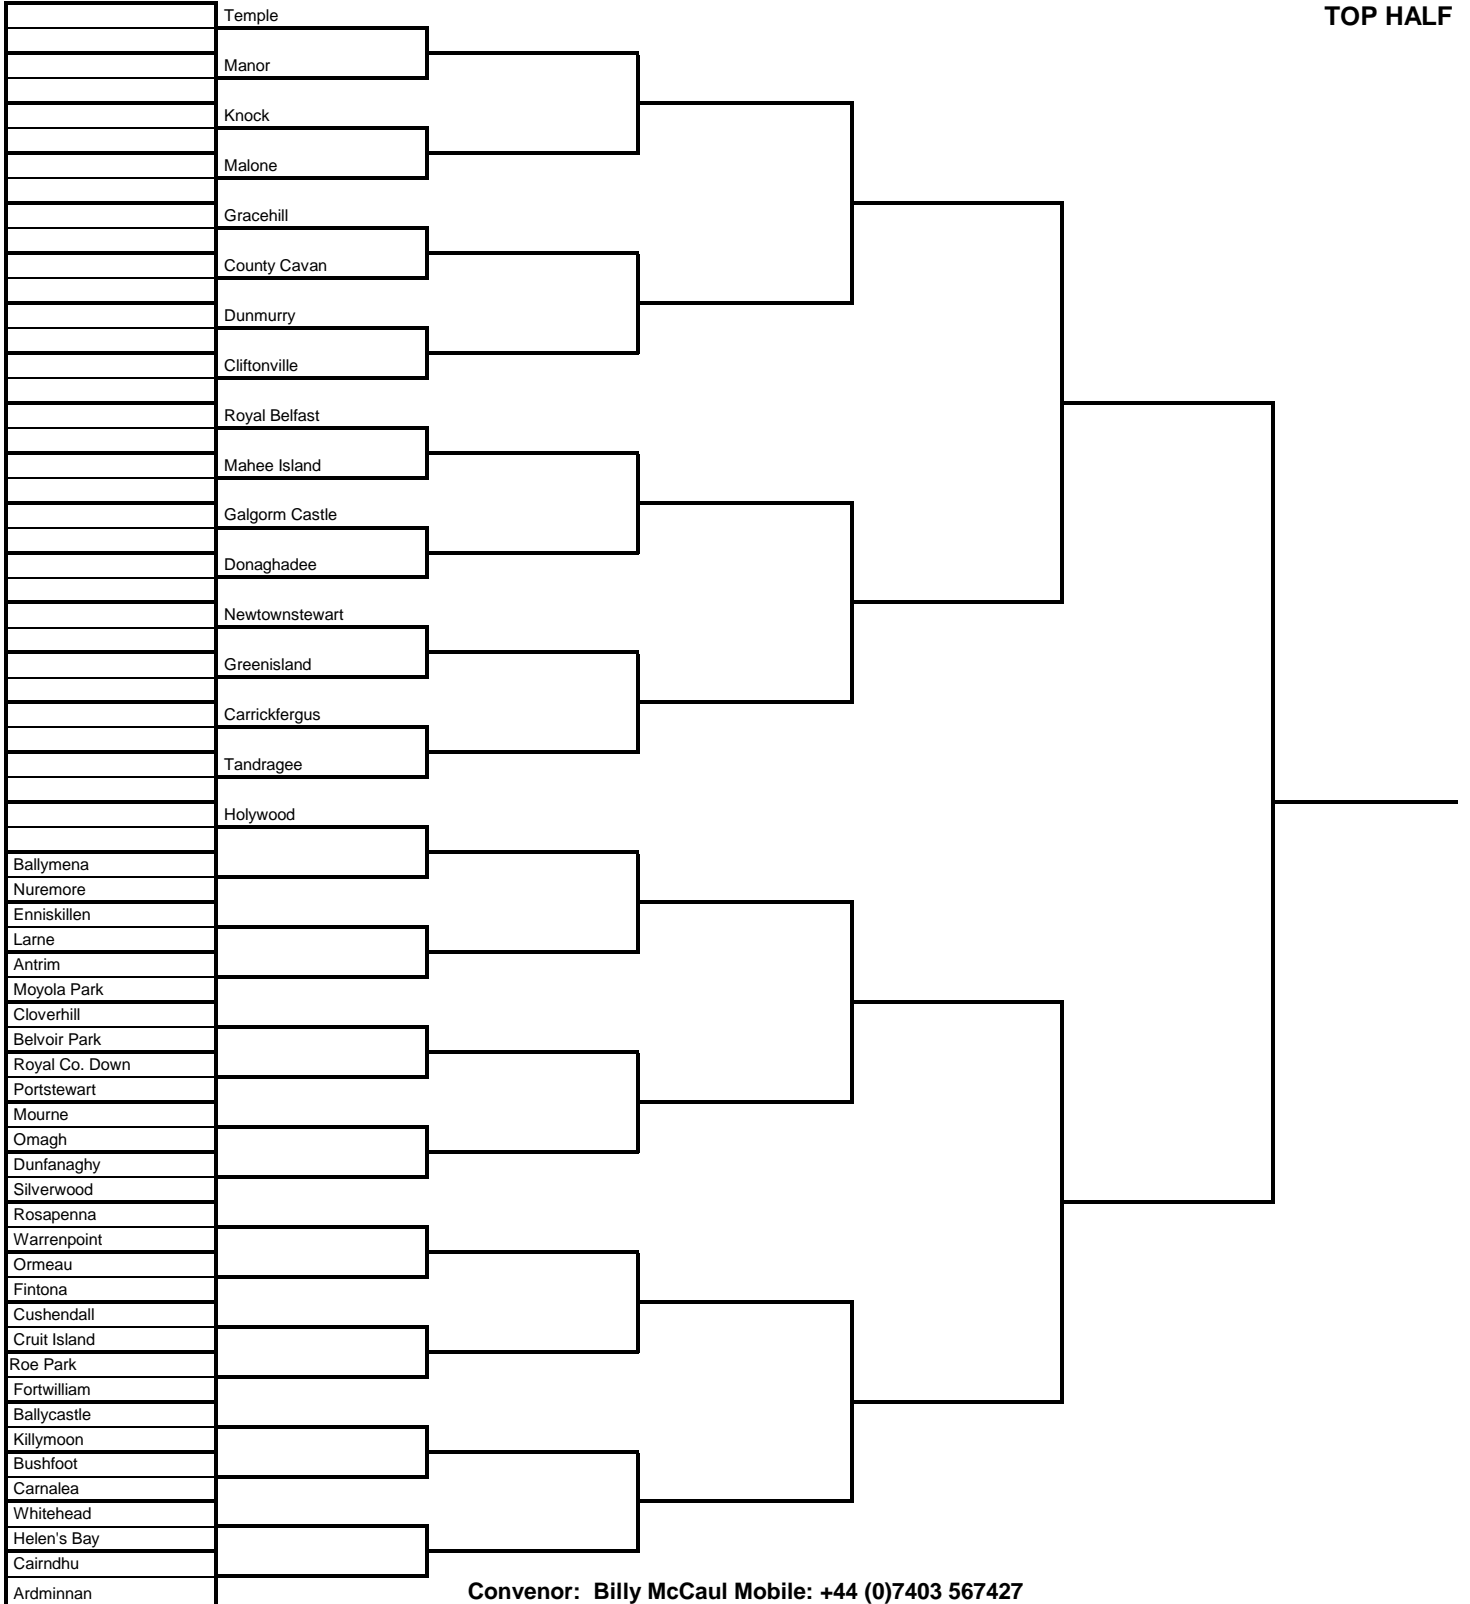 Temple
TOP HALF
Manor
Knock
Malone
Gracehill
County Cavan
Dunmurry
Cliftonville
Royal Belfast
Mahee Island
Galgorm Castle
Donaghadee
Newtownstewart
Greenisland
Carrickfergus
Tandragee
Holywood
Ballymena
Nuremore
Enniskillen
Larne
Antrim
Moyola Park
Cloverhill
Belvoir Park
Royal Co. Down
Portstewart
Mourne
Omagh
Dunfanaghy
Silverwood
Rosapenna
Warrenpoint
Ormeau
Fintona
Cushendall
Cruit Island
Roe Park
Fortwilliam
Ballycastle
Killymoon
Bushfoot
Carnalea
Whitehead
Helen's Bay
Cairndhu
Ardminnan
Convenor: Billy McCaul Mobile: +44 (0)7403 567427